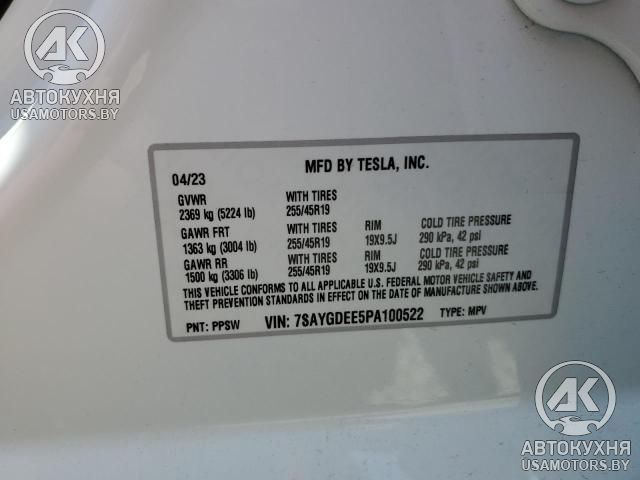 АК
АВТОКУХНЯ
USAMOTORS.BY
MFD BY TESLA, INC.
04/23
GVWR WITH TIRES
2369 kg (5224 lb) 255/45R19
GAWR FRT WITH TIRES RIM COLD TIRE PRESSURE
1363 kg (3004 lb) 255/45R19 19X9.5J 290 kPa, 42 psi
GAWR RR WITH TIRES RIM COLD TIRE PRESSURE
1500 kg (3306 lb) 255/45R19 19X9.5J 290 kPa, 42 psi
THIS VEHICLE CONFORMS TO ALL APPLICABLE U.S. FEDERAL MOTOR VEHICLE SAFETY AND
THEFT PREVENTION STANDARDS IN EFFECT ON THE DATE OF MANUFACTURE SHOWN ABOVE.
PNT: PPSW VIN: 7SAYGDEE5PA100522 TYPE: MPV
АК
АВТОКУХНЯ
USAMOTORS.BY